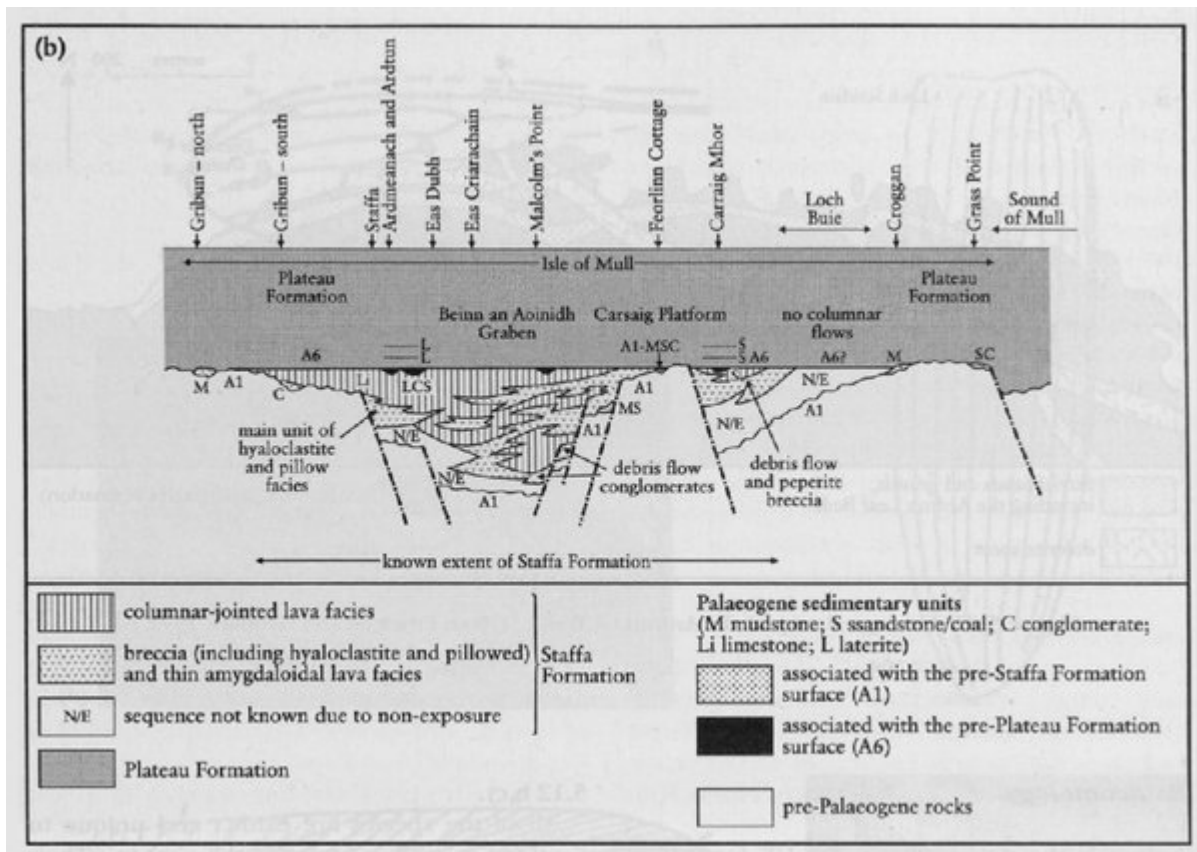 (b)
Gribun – north
Gribun – south
Staffa
Ardmeanach and Ardtun
Eas Dubh
Eas Criarachain
Malcolm's Point
Feorlinn Cottage
Carraig Mhor
Loch
Buie
Croggan
Grass Point
Sound
of Mull
Isle of Mull
Plateau
Formation
Plateau
Formation
Beinn an Aoinidh
Graben
Carsaig Platform
no columnar
flows
A6
L
L
A1-MSC
S
S A6
A6?
M
SC
M
A1
C
Li
LCS
A1
MS
A1
N/E
A1
N/E
N/E
N/E
A1
main unit of
hyaloclastite
and pillow
facies
debris flow
conglomerates
debris flow
and peperite
breccia
known extent of Staffa Formation
columnar-jointed lava facies
breccia (including hyaloclastite and pillowed)
and thin amygdaloidal lava facies
N/E
sequence not known due to non-exposure
Staffa
Formation
Plateau Formation
Palaeogene sedimentary units
(M mudstone; S ssandstone/coal; C conglomerate;
Li limestone; L laterite)
associated with the pre-Staffa Formation
surface (A1)
associated with the pre-Plateau Formation
surface (A6)
pre-Palaeogene rocks